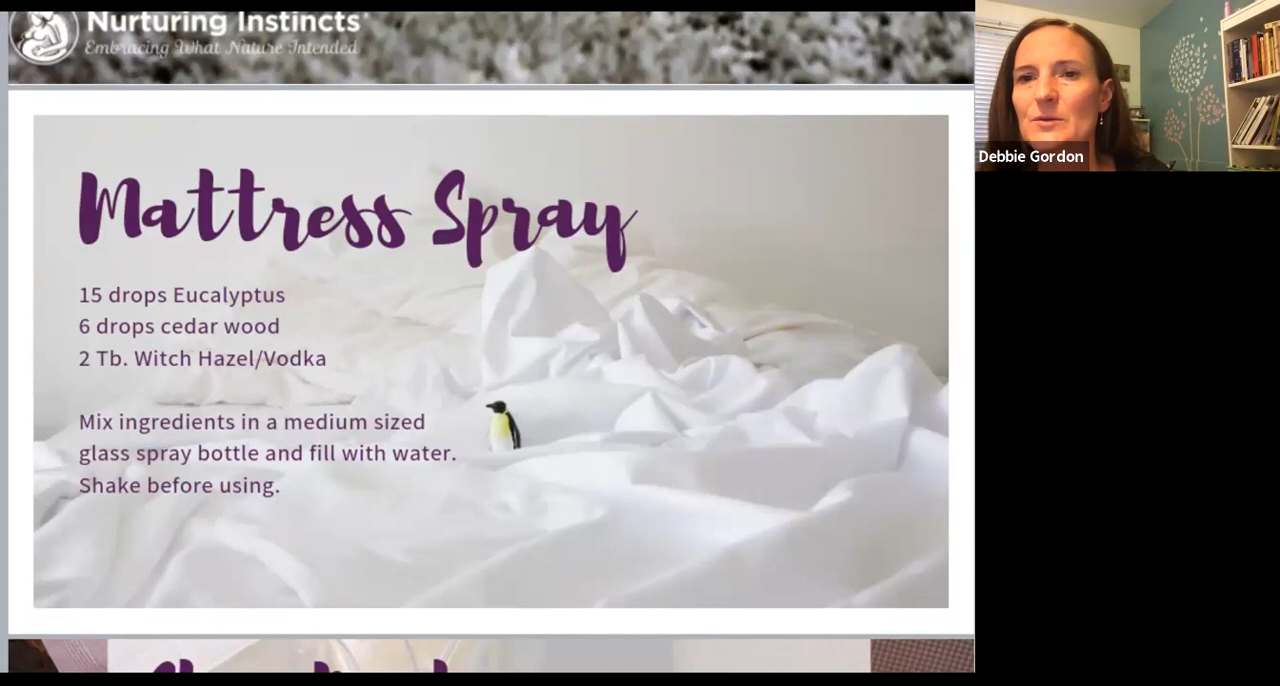 Nurturing Instincts
Embracing What Nature Intended
Debbie Gordon
Mattress Spray
15 drops Eucalyptus
6 drops cedar wood
2 Tb. Witch Hazel/Vodka
Mix ingredients in a medium sized
glass spray bottle and fill with water.
Shake before using.